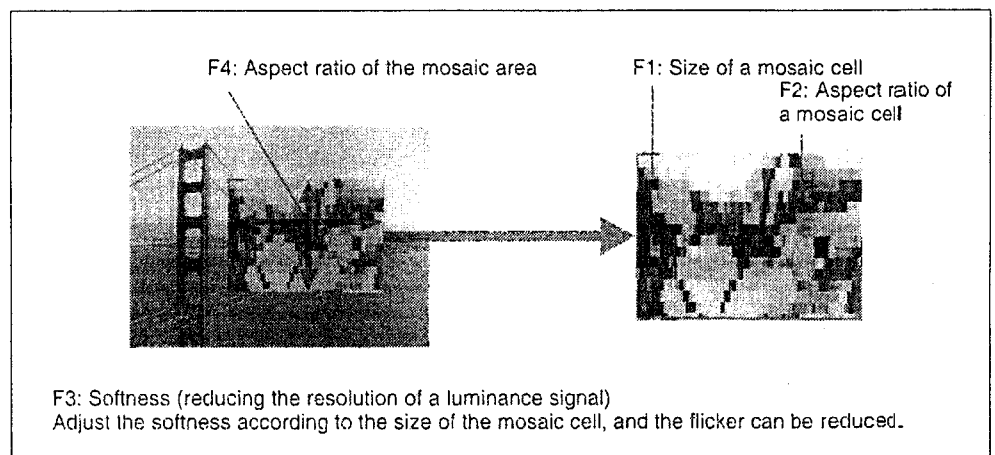 F4: Aspect ratio of the mosaic area
F1: Size of a mosaic cell
F2: Aspect ratio of
a mosaic cell
F3: Softness (reducing the resolution of a luminance signal)
Adjust the softness according to the size of the mosaic cell, and the flicker can be reduced.